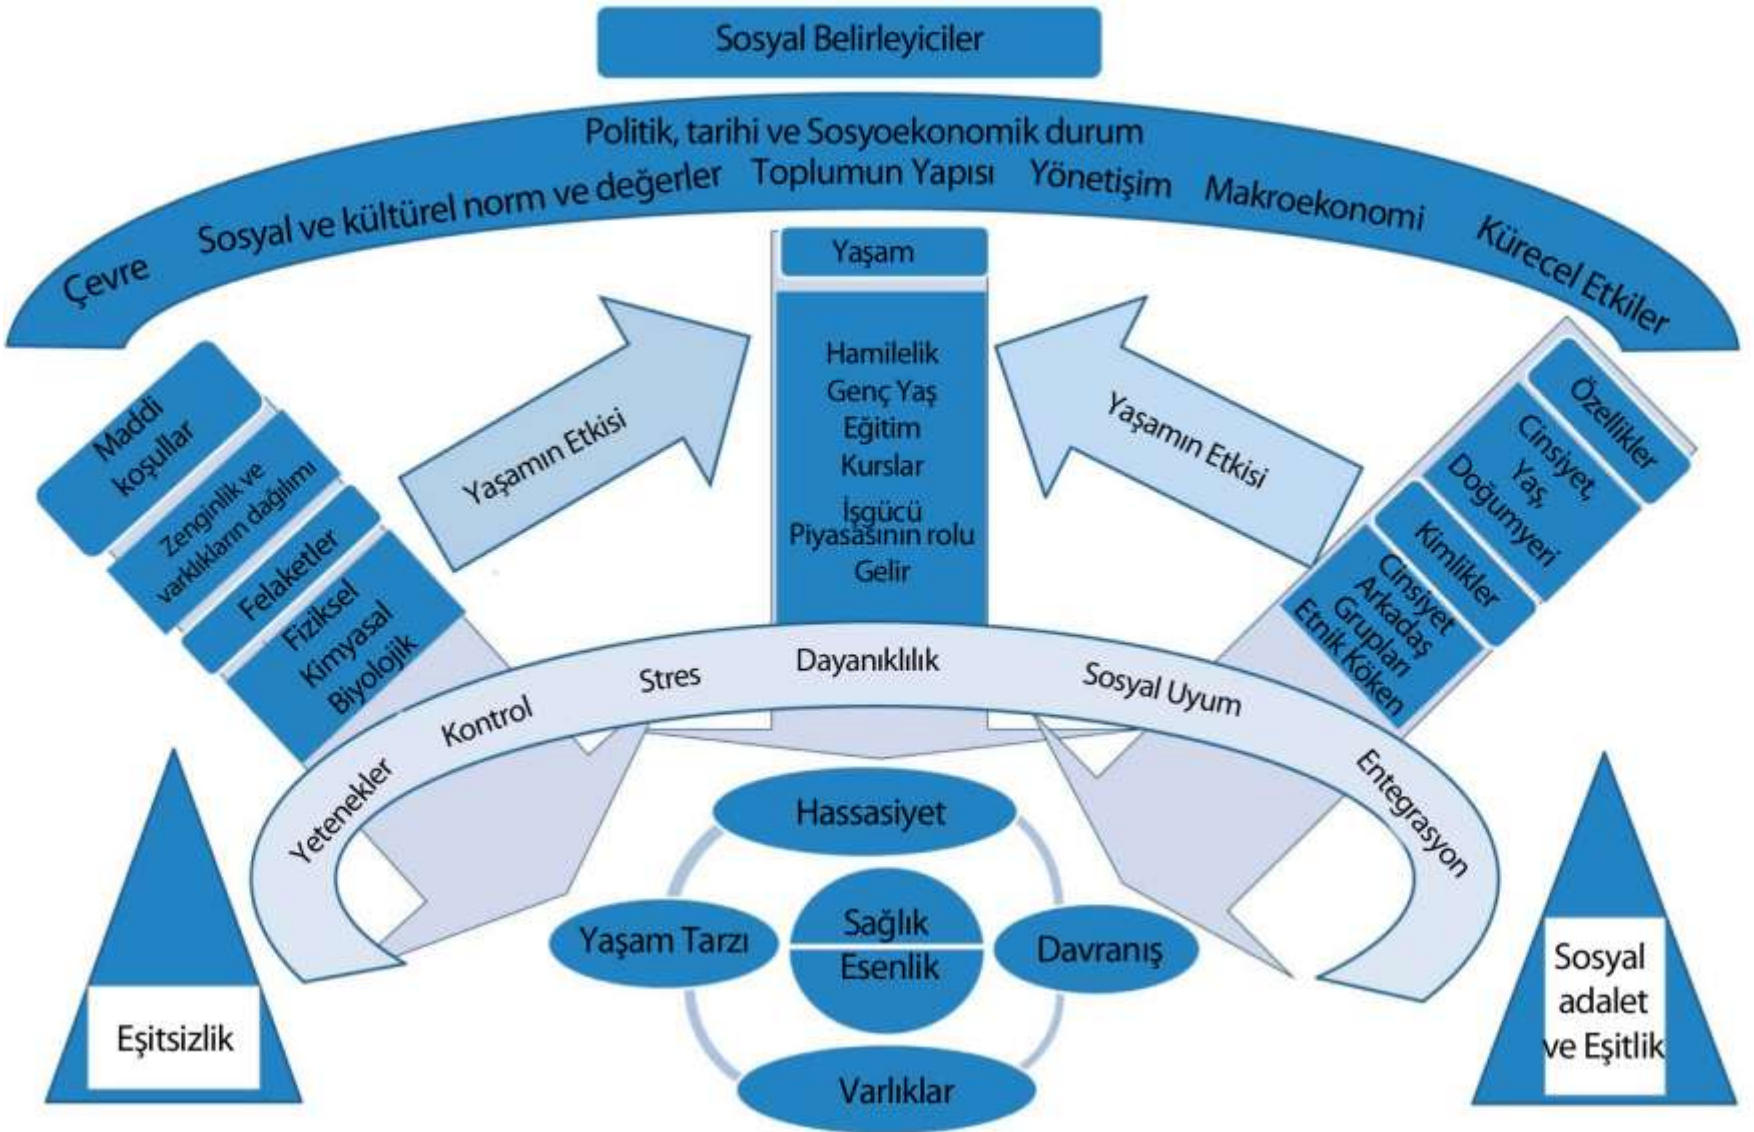 Sosyal Belirleyiciler
Politik, tarihi ve Sosyoekonomik durum
Çevre Sosyal ve kültürel norm ve değerler Toplumun Yapısı Yönetişim Makroekonomi Kürecel Etkiler
Maddi
koşullar
Zenginlik ve
varklıkların dağılımı
Felaketler
Fiziksel
Kimyasal
Biyolojik
Yaşamın Etkisi
Yaşam
Hamilelik
Genç Yaş
Eğitim
Kurslar
İşgücü
Piyasasının rolu
Gelir
Yaşamın Etkisi
Özellikler
Cinsiyet,
Yaş,
Doğumyeri
Kimlikler
Cinsiyet
Arkadaş
Grupları
Etnik Köken
Yetenekler Kontrol Stres Dayanıklılık Sosyal Uyum Entegrasyon
Hassasiyet
Yaşam Tarzı
Sağlık
Esenlik
Davranış
Varlıklar
Eşitsizlik
Sosyal
adalet
ve Eşitlik